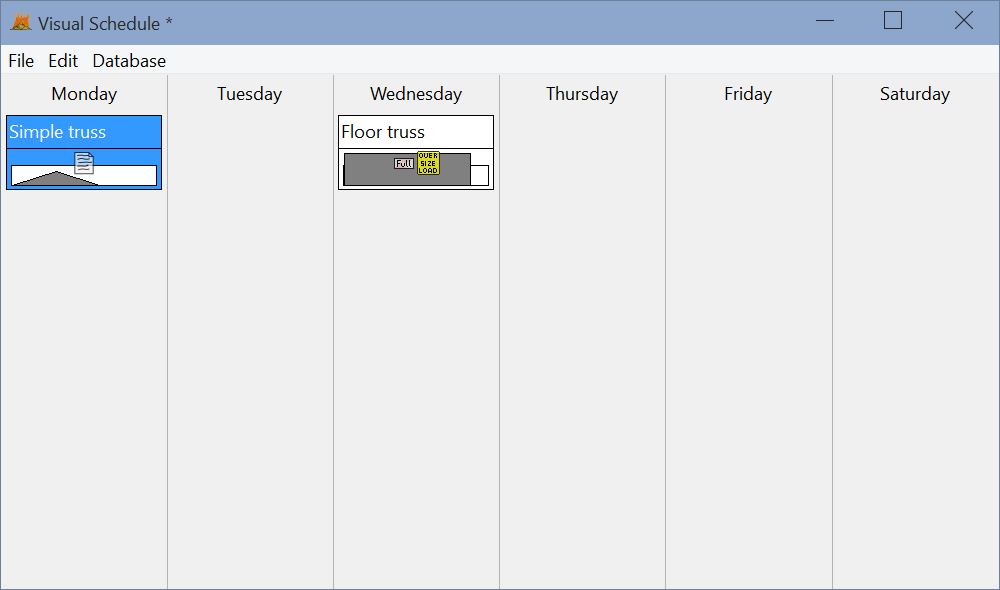 Visual Schedule *
File Edit Database
Monday Tuesday Wednesday Thursday Friday Saturday
Simple truss Floor truss
Full
OVER
SIZE
LOAD